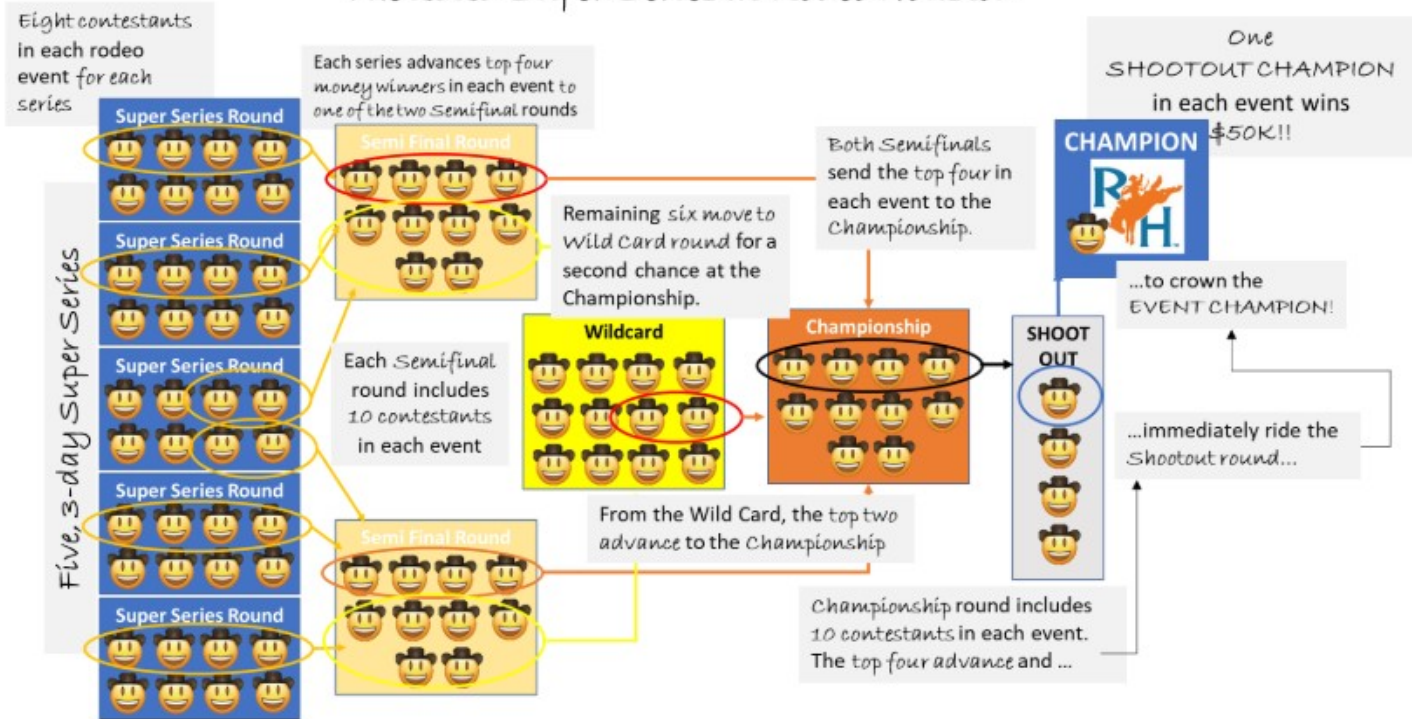 Eight contestants
in each rodeo
event for each
series
Each series advances top four
money winners in each event to
one of the two Semifinal rounds
One
SHOOTOUT CHAMPION
in each event wins
$50K!!
Five, 3-day Super Series
Super Series Round
Super Series Round
Super Series Round
Super Series Round
Super Series Round
Semi Final Round
Remaining six move to
Wild Card round for a
second chance at the
Championship.
Both Semifinals
send the top four in
each event to the
Championship.
CHAMPION
R
H
...to crown the
EVENT CHAMPION!
Each Semifinal
round includes
10 contestants
in each event
Wildcard
Championship
SHOOT
OUT
...immediately ride the
Shootout round...
Semi Final Round
From the Wild Card, the top two
advance to the Championship
Championship round includes
10 contestants in each event.
The top four advance and ...